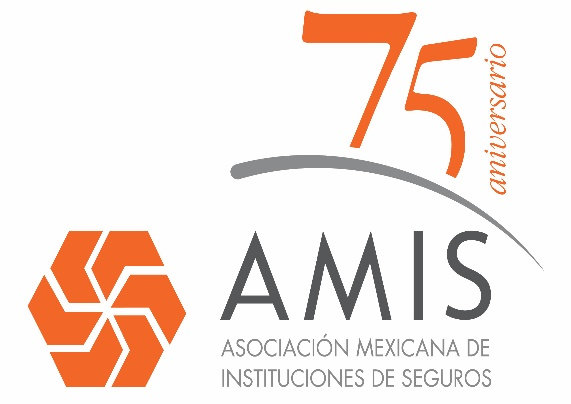 75
aniversario
AMIS
ASOCIACIÓN MEXICANA DE
INSTITUCIONES DE SEGUROS